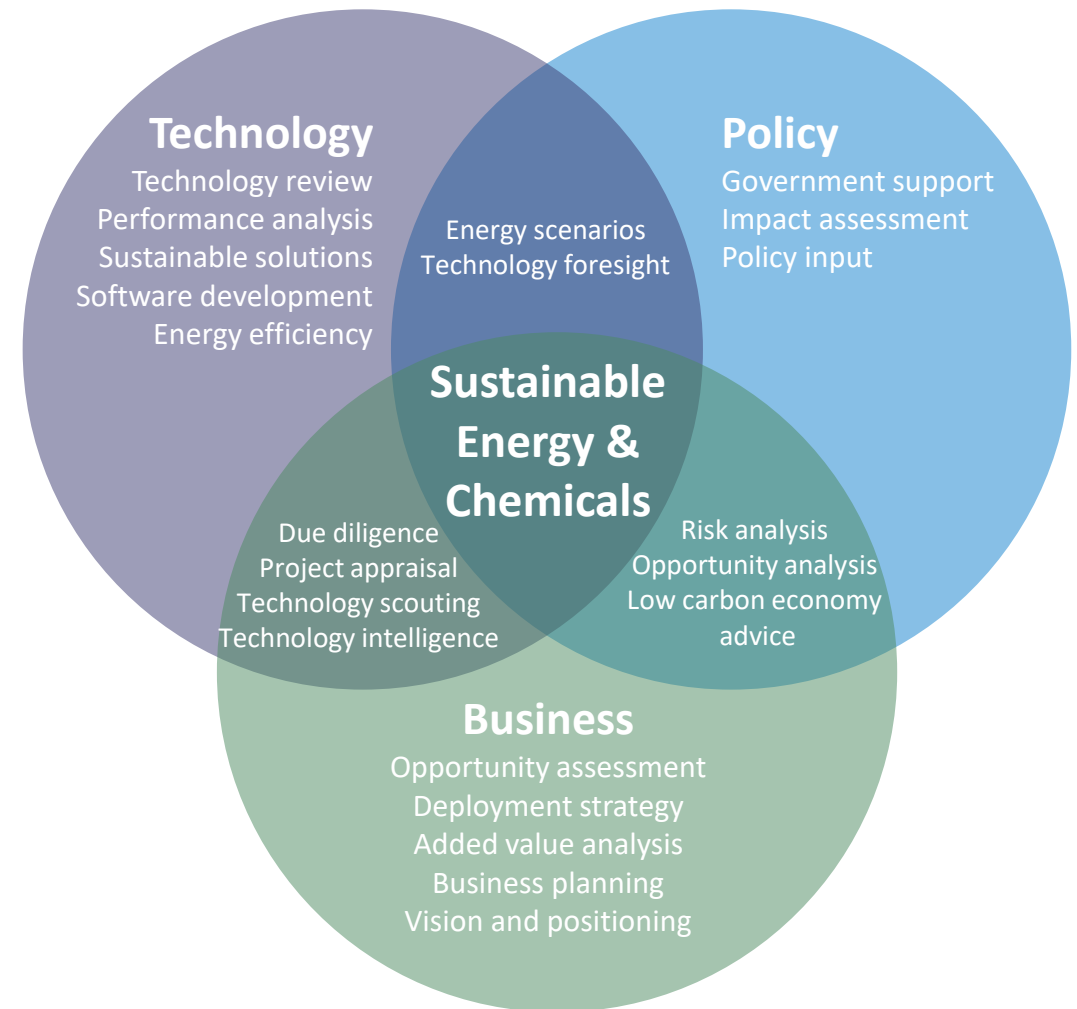 Technology
Technology review
Performance analysis
Sustainable solutions
Software development
Energy efficiency
Policy
Government support
Impact assessment
Policy input
Energy scenarios
Technology foresight
Sustainable
Energy &
Chemicals
Due diligence
Project appraisal
Technology scouting
Technology intelligence
Risk analysis
Opportunity analysis
Low carbon economy
advice
Business
Opportunity assessment
Deployment strategy
Added value analysis
Business planning
Vision and positioning